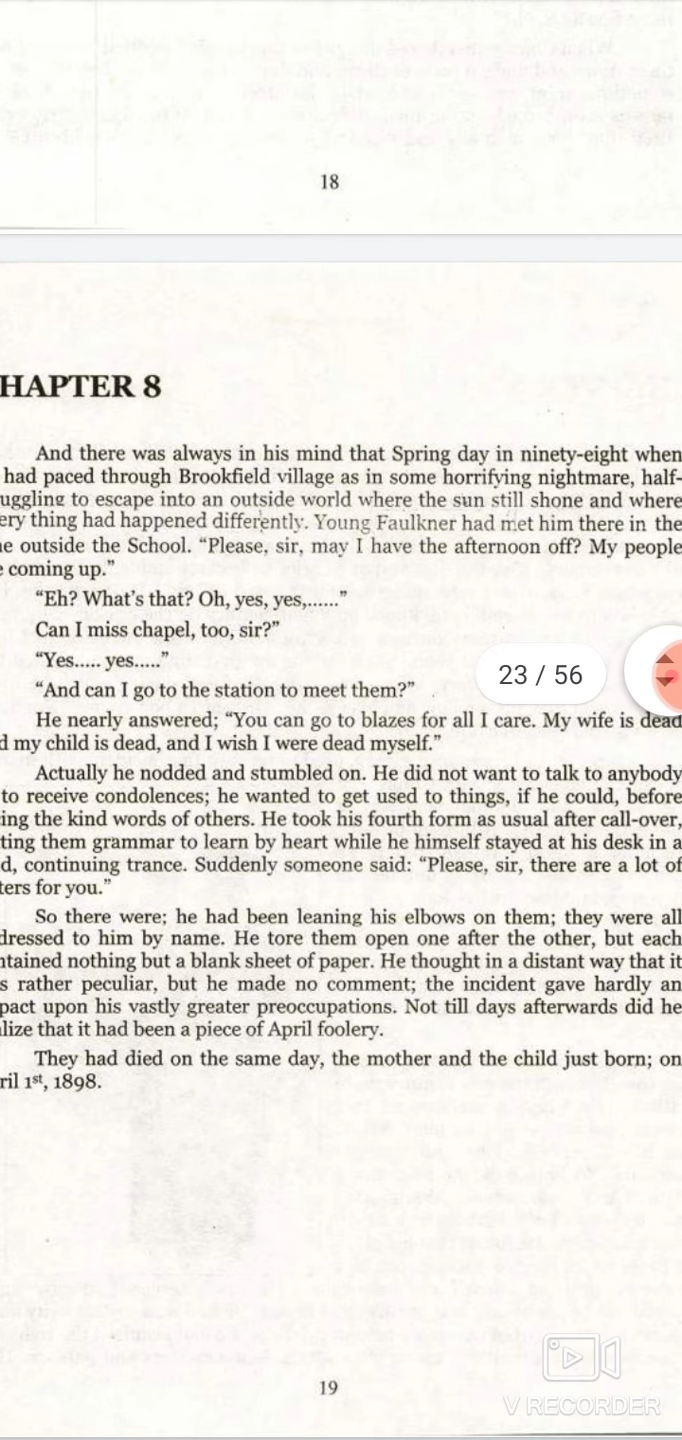 18
HAPTER 8
And there was always in his mind that Spring day in ninety-eight when
had paced through Brookfield village as in some horrifying nightmare, half-
uggling to escape into an outside world where the sun still shone and where
ery thing had happened differently. Young Faulkner had met him there in the
ne outside the School. “Please, sir, may I have the afternoon off? My people
e coming up.”
“Eh? What’s that? Oh, yes, yes,......”
Can I miss chapel, too, sir?”
“Yes..... yes.....”
23 / 56
“And can I go to the station to meet them?”
He nearly answered; “You can go to blazes for all I care. My wife is dead
d my child is dead, and I wish I were dead myself.”
Actually he nodded and stumbled on. He did not want to talk to anybody
to receive condolences; he wanted to get used to things, if he could, before
ing the kind words of others. He took his fourth form as usual after call-over,
ting them grammar to learn by heart while he himself stayed at his desk in a
d, continuing trance. Suddenly someone said: “Please, sir, there are a lot of
ters for you.”
So there were; he had been leaning his elbows on them; they were all
dressed to him by name. He tore them open one after the other, but each
ntained nothing but a blank sheet of paper. He thought in a distant way that it
s rather peculiar, but he made no comment; the incident gave hardly an
pact upon his vastly greater preoccupations. Not till days afterwards did he
lize that it had been a piece of April foolery.
They had died on the same day, the mother and the child just born; on
ril 1st, 1898.
V RECORDER
19